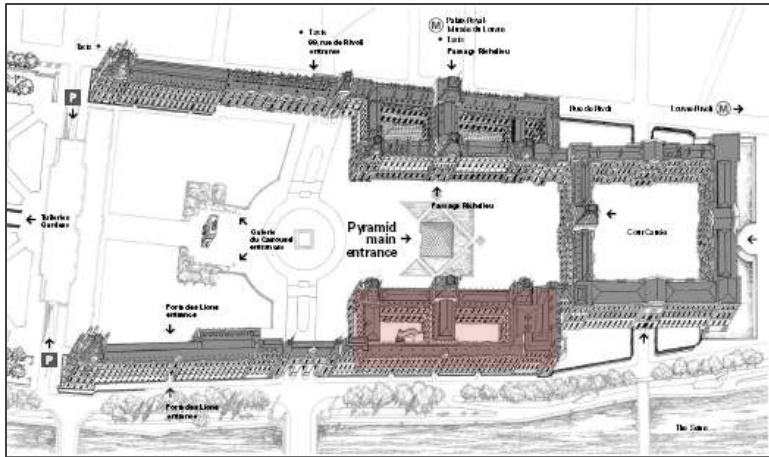 Taxis
Taxis
99, rue de Rivoli
entrance
M Palais-Royal-
Musée du Louvre
Taxis
Passage Richelieu
Rue de Rivoli
Louvre-Rivoli M
P
Passage Richelieu
Tuileries
Gardens
Galerie
du Carrousel
entrances
Pyramid
main
entrance
Cour Carrée
Porte des Lions
entrance
P
Porte des Lions
entrance
The Seine